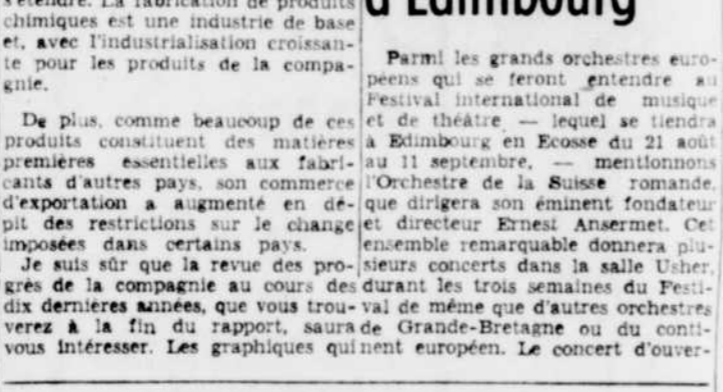 s'étendre. La fabrication de produits
chimiques est une industrie de base
et, avec l'industrialisation croissan-
te pour les produits de la compa-
gnie.
De plus, comme beaucoup de ces
produits constituent des matières
premières essentielles aux fabri-
cants d'autres pays, son commerce
d'exportation a augmenté en dé-
pit des restrictions sur le change
imposées dans certains pays.
Je suis sûr que la revue des pro-
grès de la compagnie au cours des
dix dernières années, que vous trou-
verez à la fin du rapport, saura
vous intéresser. Les graphiques qui
d'Edimbourg
Parmi les grands orchestres euro-
péens qui se feront entendre au
Festival international de musique
et de théâtre — lequel se tiendra
à Edimbourg en Ecosse du 21 août
au 11 septembre, — mentionnons
l'Orchestre de la Suisse romande,
que dirigera son éminent fondateur
et directeur Ernest Ansermet. Cet
ensemble remarquable donnera plu-
sieurs concerts dans la salle Usher,
durant les trois semaines du Festi-
val de même que d'autres orchestres
de Grande-Bretagne ou du conti-
nent européen. Le concert d'ouver-